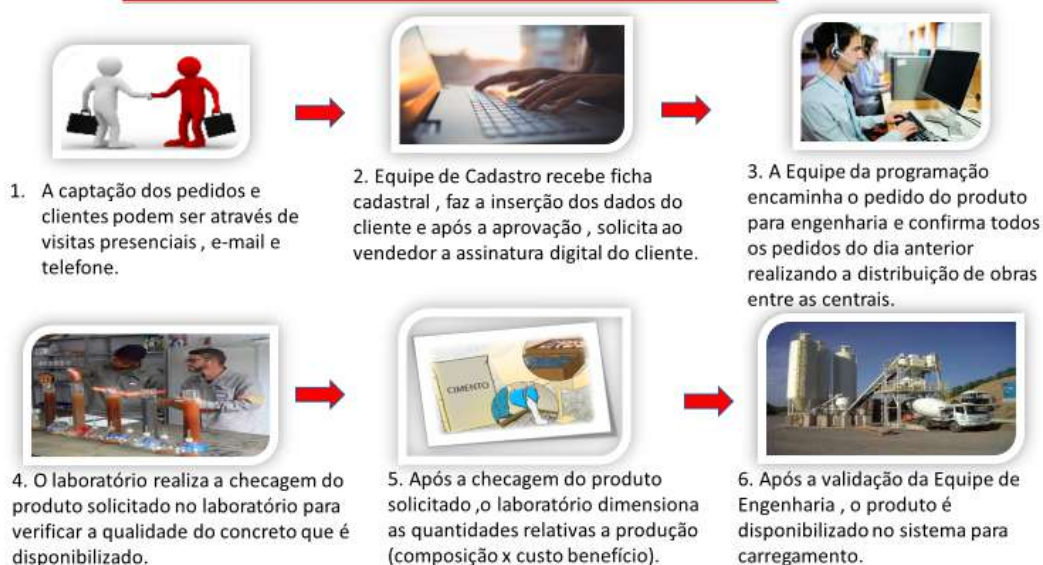 1. A captação dos pedidos e
clientes podem ser através de
visitas presenciais , e-mail e
telefone.
2. Equipe de Cadastro recebe ficha
cadastral , faz a inserção dos dados do
cliente e após a aprovação , solicita ao
vendedor a assinatura digital do cliente.
3. A Equipe da programação
encaminha o pedido do produto
para engenharia e confirma todos
os pedidos do dia anterior
realizando a distribuição de obras
entre as centrais.
4. O laboratório realiza a checagem do
produto solicitado no laboratório para
verificar a qualidade do concreto que é
disponibilizado.
CIMENTO
5. Após a checagem do produto
solicitado ,o laboratório dimensiona
as quantidades relativas a produção
(composição x custo benefício).
6. Após a validação da Equipe de
Engenharia , o produto é
disponibilizado no sistema para
carregamento.